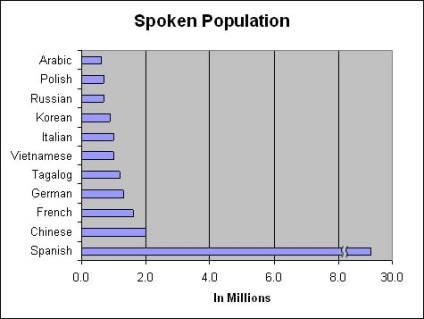 Spoken Population
Arabic
Polish
Russian
Korean
Italian
Vietnamese
Tagalog
German
French
Chinese
Spanish
0.0 2.0 4.0 6.0 8.0 30.0
In Millions